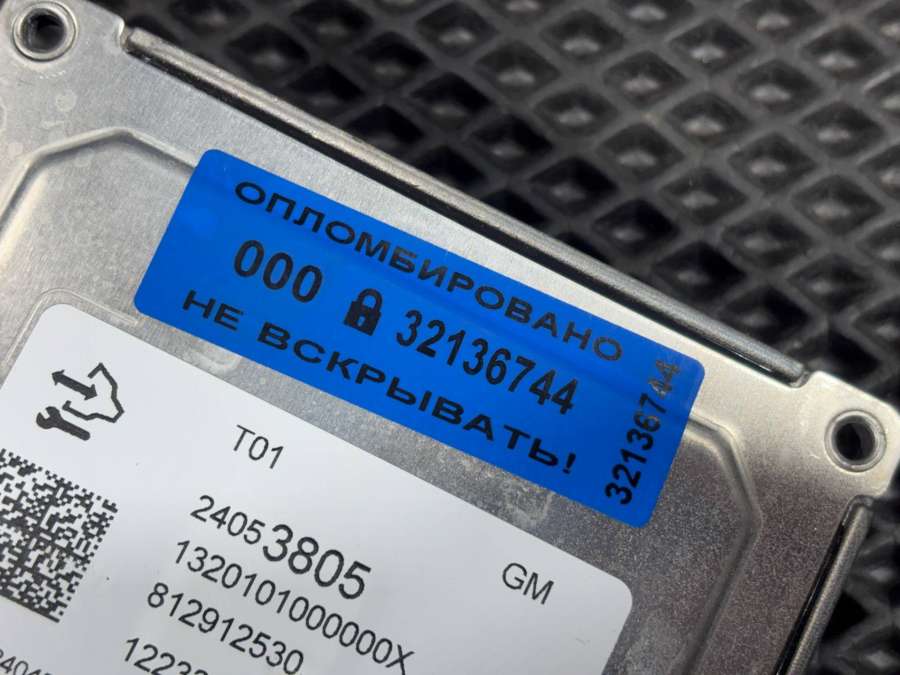 ОПЛОМБИРОВАНО
000 32136744
НЕ ВСКРЫВАТЬ!
32136744
T01
24053805
GM
1320101000000X
812912530